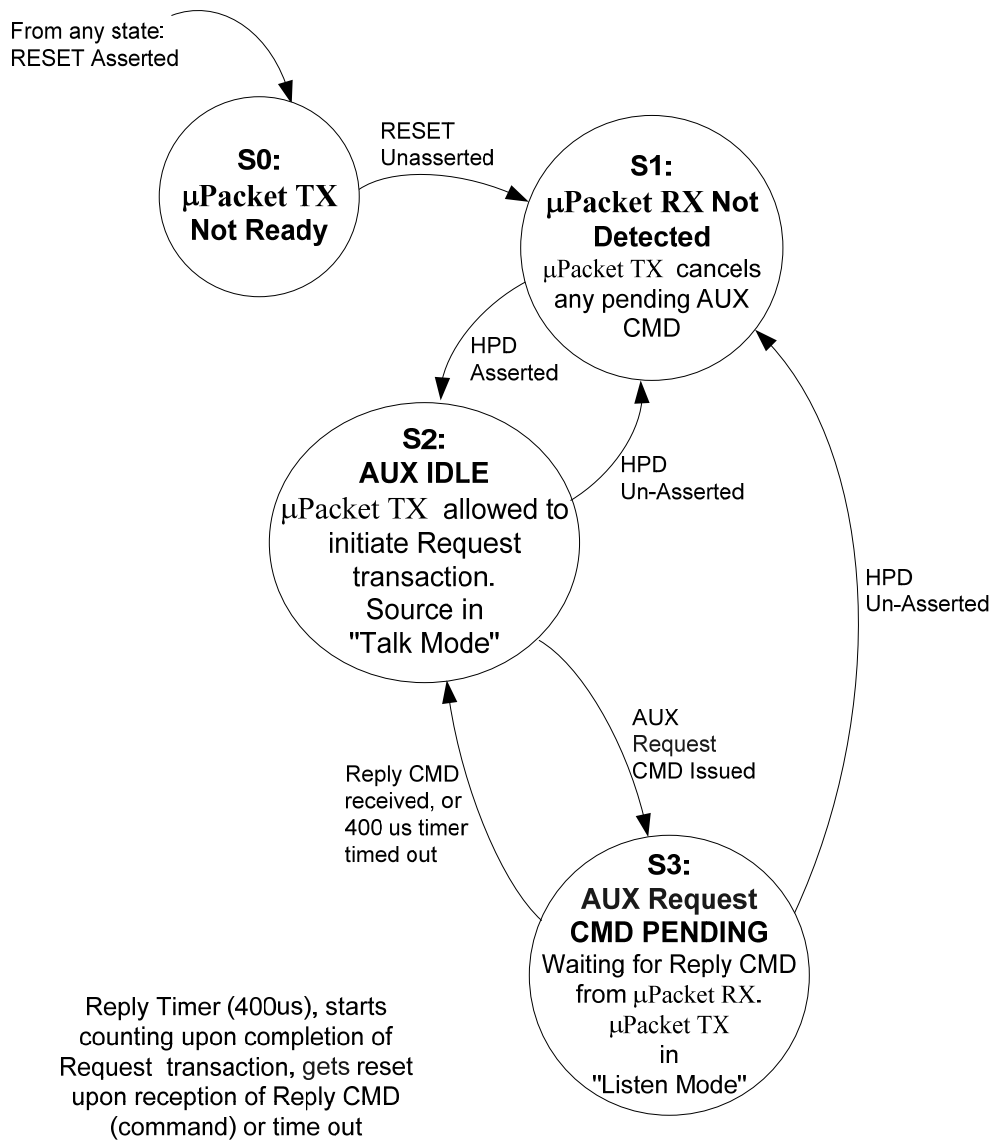 From any state:
RESET Asserted
S0:
μPacket TX
Not Ready
RESET
Unasserted
S1:
μPacket RX Not
Detected
μPacket TX cancels
any pending AUX
CMD
HPD
Asserted
S2:
AUX IDLE
μPacket TX allowed to
initiate Request
transaction.
Source in
"Talk Mode"
HPD
Un-Asserted
HPD
Un-Asserted
AUX
Request
CMD Issued
Reply CMD
received, or
400 us timer
timed out
S3:
AUX Request
CMD PENDING
Waiting for Reply CMD
from μPacket RX.
μPacket TX
in
"Listen Mode"
Reply Timer (400us), starts
counting upon completion of
Request transaction, gets reset
upon reception of Reply CMD
(command) or time out